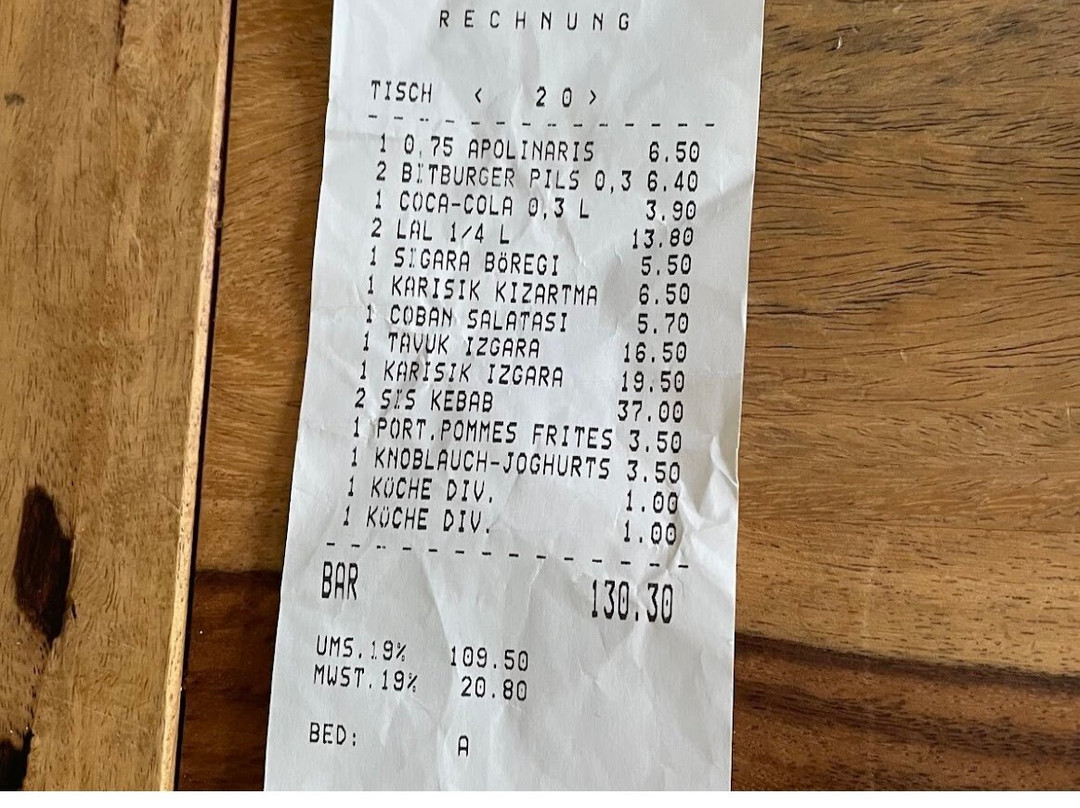 RECHNUNG
TISCH < 20>
1 0,75 APOLINARIS 6.50
2 BITBURGER PILS 0,3 6.40
1 COCA-COLA 0,3 L 3.90
2 LAL 1/4 L 13.80
1 SIGARA BÖREGI 5.50
1 KARISIK KIZARTMA 6.50
1 COBAN SALATASI 5.70
1 TAVUK IZGARA 16.50
1 KARISIK IZGARA 19.50
2 SIS KEBAB 37.00
1 PORT.POMMES FRITES 3.50
1 KNOBLAUCH-JOGHURTS 3.50
1 KÜCHE DIV. 1.00
1 KÜCHE DIV. 1.00
BAR 130.30
UMS.19% 109.50
MWST.19% 20.80
BED: A